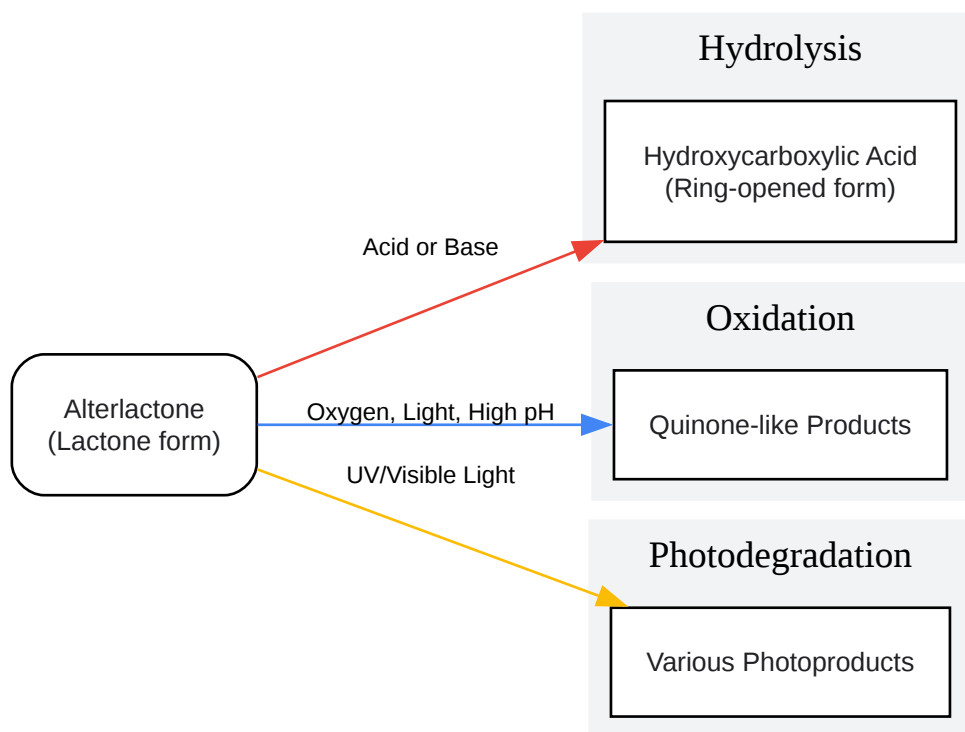 Hydrolysis
Hydroxycarboxylic Acid
(Ring-opened form)
Acid or Base
Oxidation
Alterlactone
(Lactone form)
Oxygen, Light, High pH
Quinone-like Products
UV/Visible Light
Photodegradation
Various Photoproducts